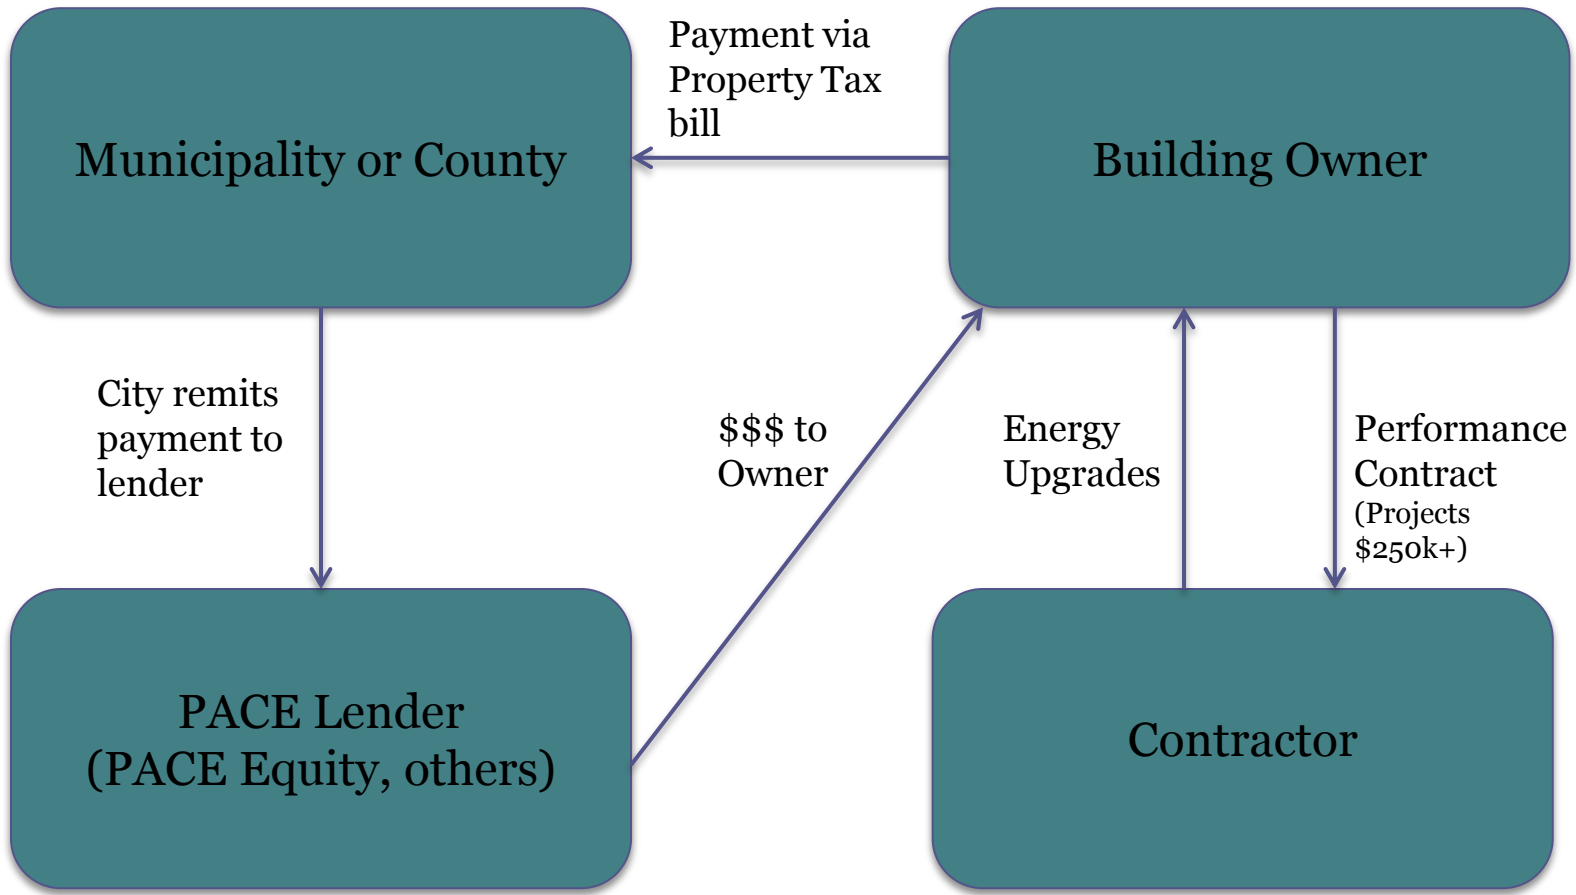 Municipality or County
Payment via
Property Tax
bill
Building Owner
City remits
payment to
lender
$$$ to
Owner
Energy
Upgrades
Performance
Contract
(Projects
$250k+)
PACE Lender
(PACE Equity, others)
Contractor